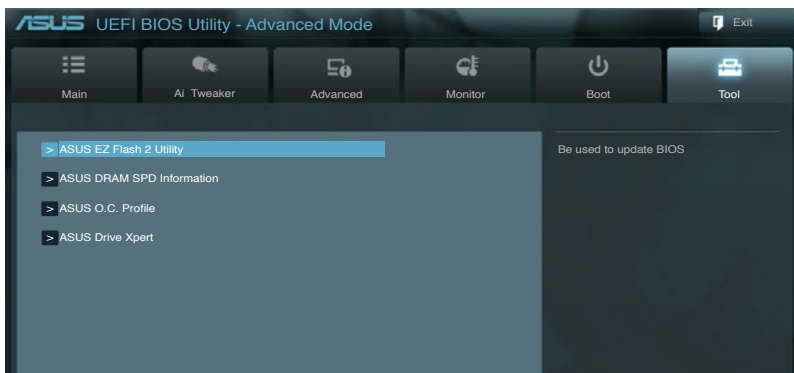 ASUS UEFI BIOS Utility - Advanced Mode
Exit
Main
Ai Tweaker
Advanced
Monitor
Boot
Tool
> ASUS EZ Flash 2 Utility
> ASUS DRAM SPD Information
> ASUS O.C. Profile
> ASUS Drive Xpert
Be used to update BIOS